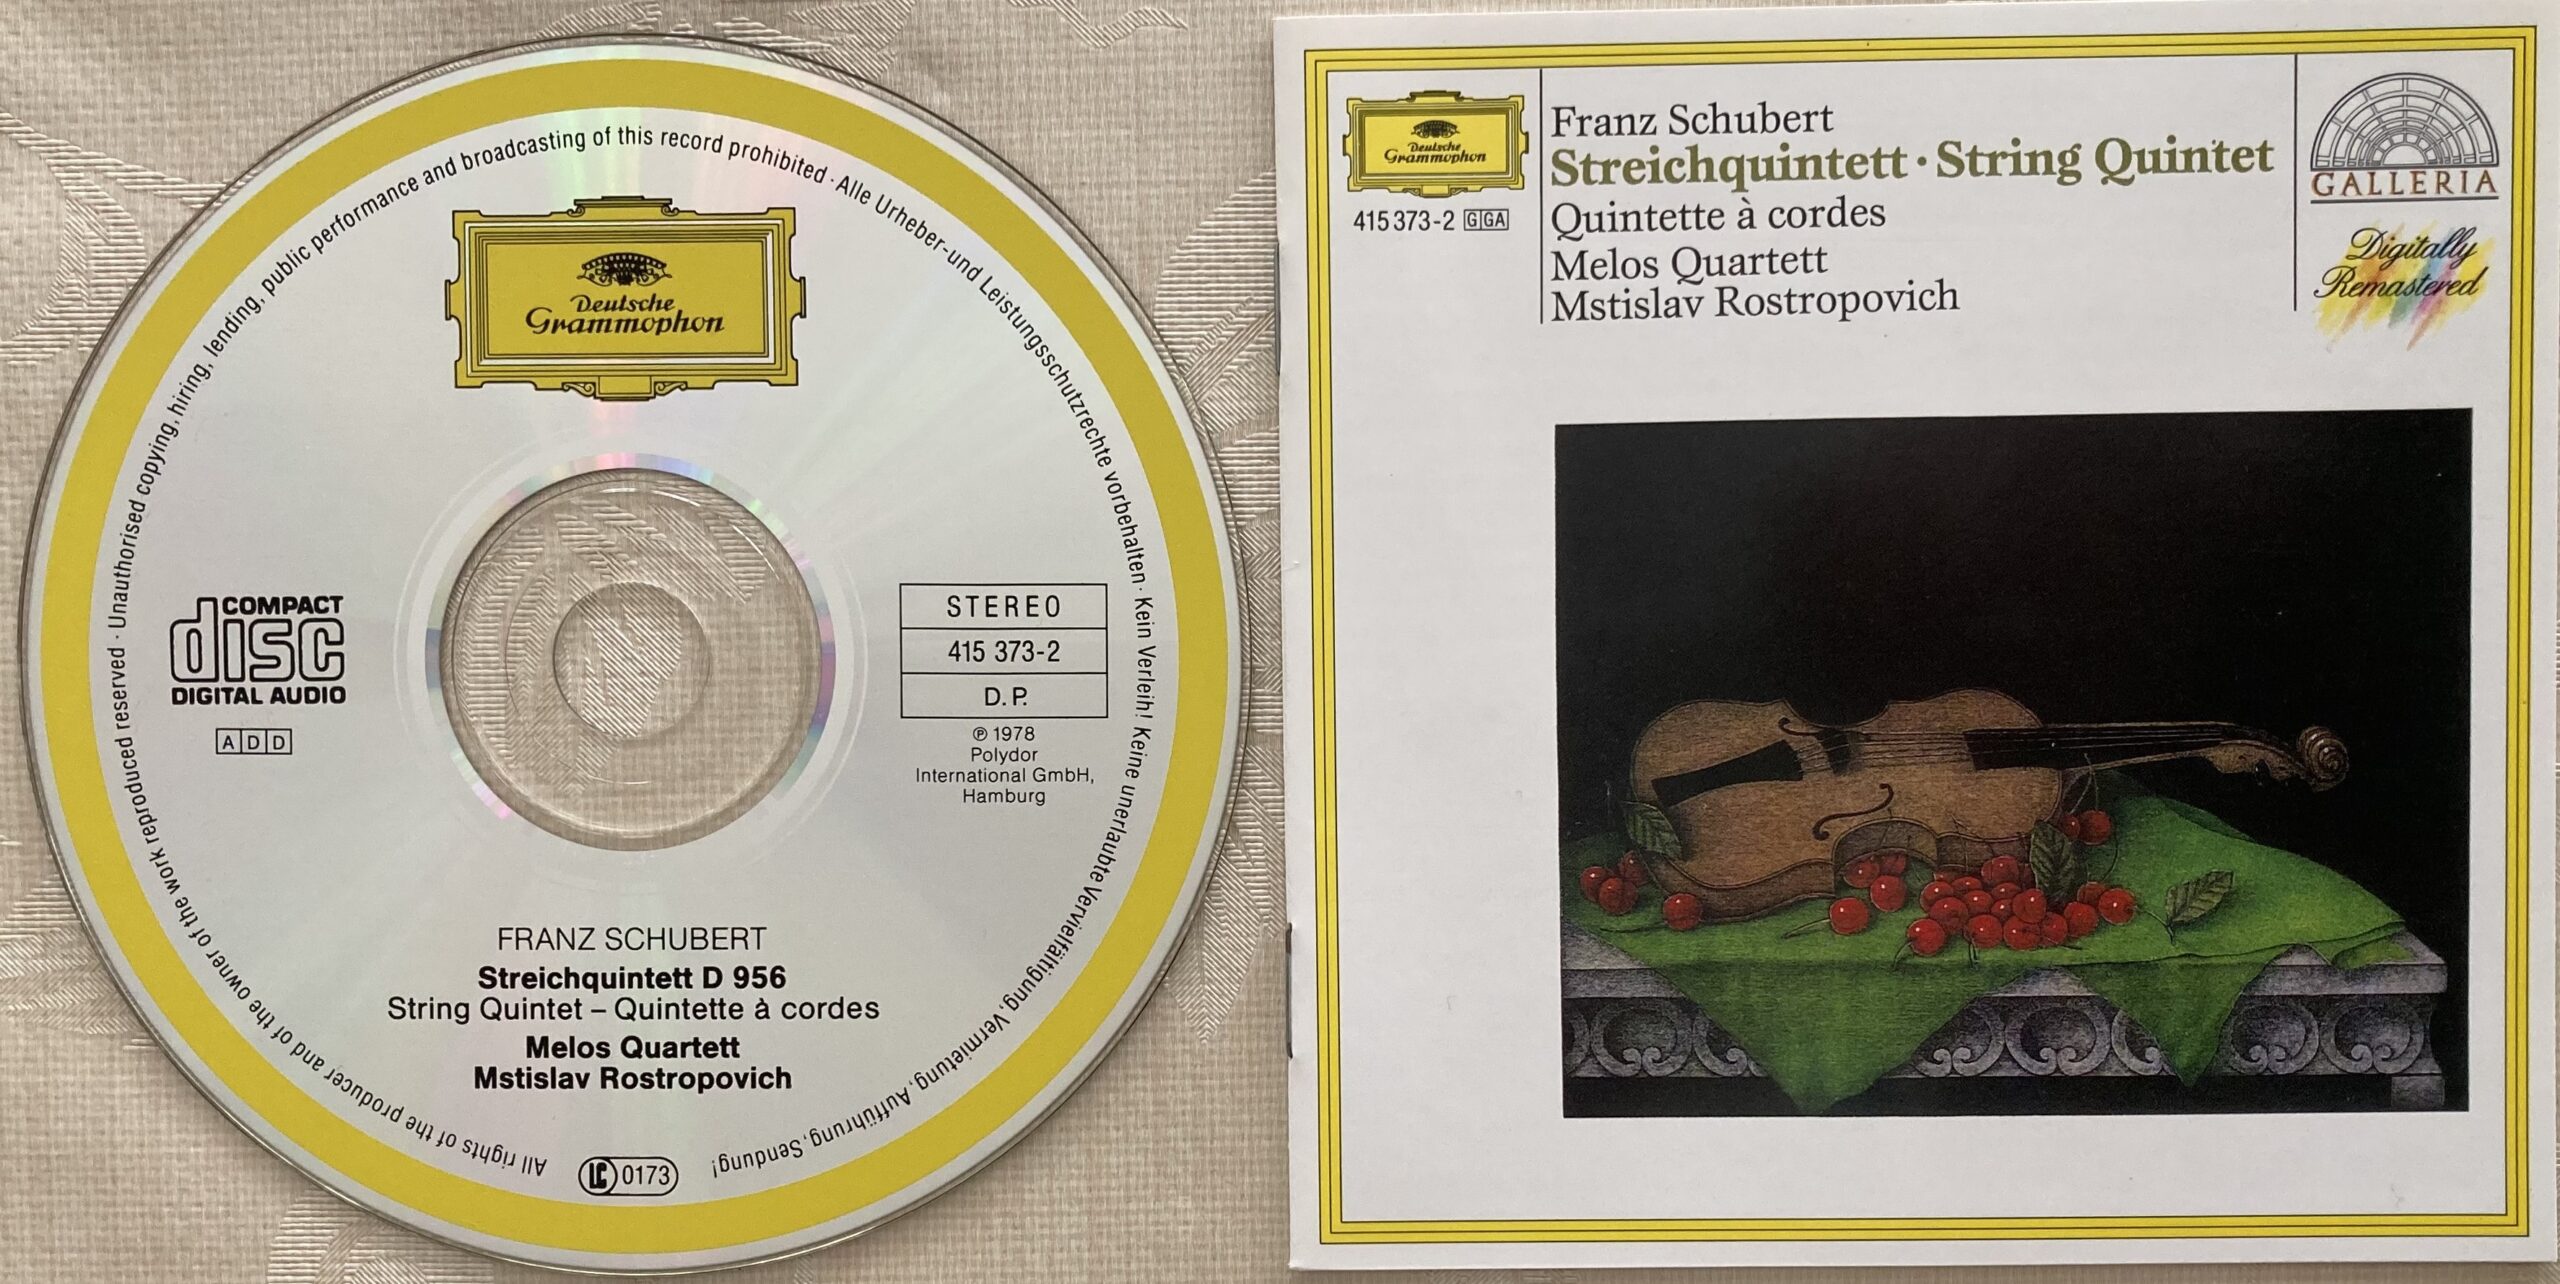 All rights of the producer and of the owner of the work reproduced reserved · Unauthorised copying, hiring, lending, public performance and broadcasting of this record prohibited · Alle Urheber-und Leistungsschutzrechte vorbehalten · Kein Verleih! Keine unerlaubte Vervielfältigung, Vermietung, Aufführung, Sendung!
Deutsche
Grammophon
COMPACT
disc
DIGITAL AUDIO
A D D
STEREO
415 373-2
D.P.
℗ 1978
Polydor
International GmbH,
Hamburg
FRANZ SCHUBERT
Streichquintett D 956
String Quintet – Quintette à cordes
Melos Quartett
Mstislav Rostropovich
LC 0173
Deutsche
Grammophon
415 373-2 G GA
Franz Schubert
Streichquintett · String Quintet
Quintette à cordes
Melos Quartett
Mstislav Rostropovich
GALLERIA
Digitally
Remastered